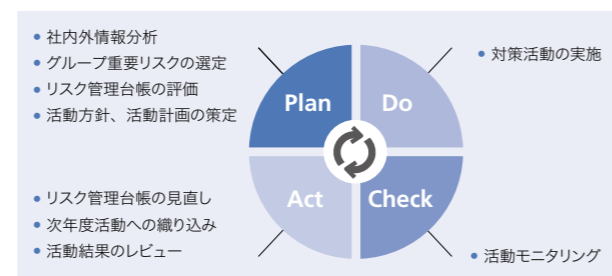 • 社内外情報分析
• グループ重要リスクの選定
• リスク管理台帳の評価
• 活動方針、活動計画の策定
Plan
Do
• 対策活動の実施
• リスク管理台帳の見直し
• 次年度活動への織り込み
• 活動結果のレビュー
Act
Check
• 活動モニタリング